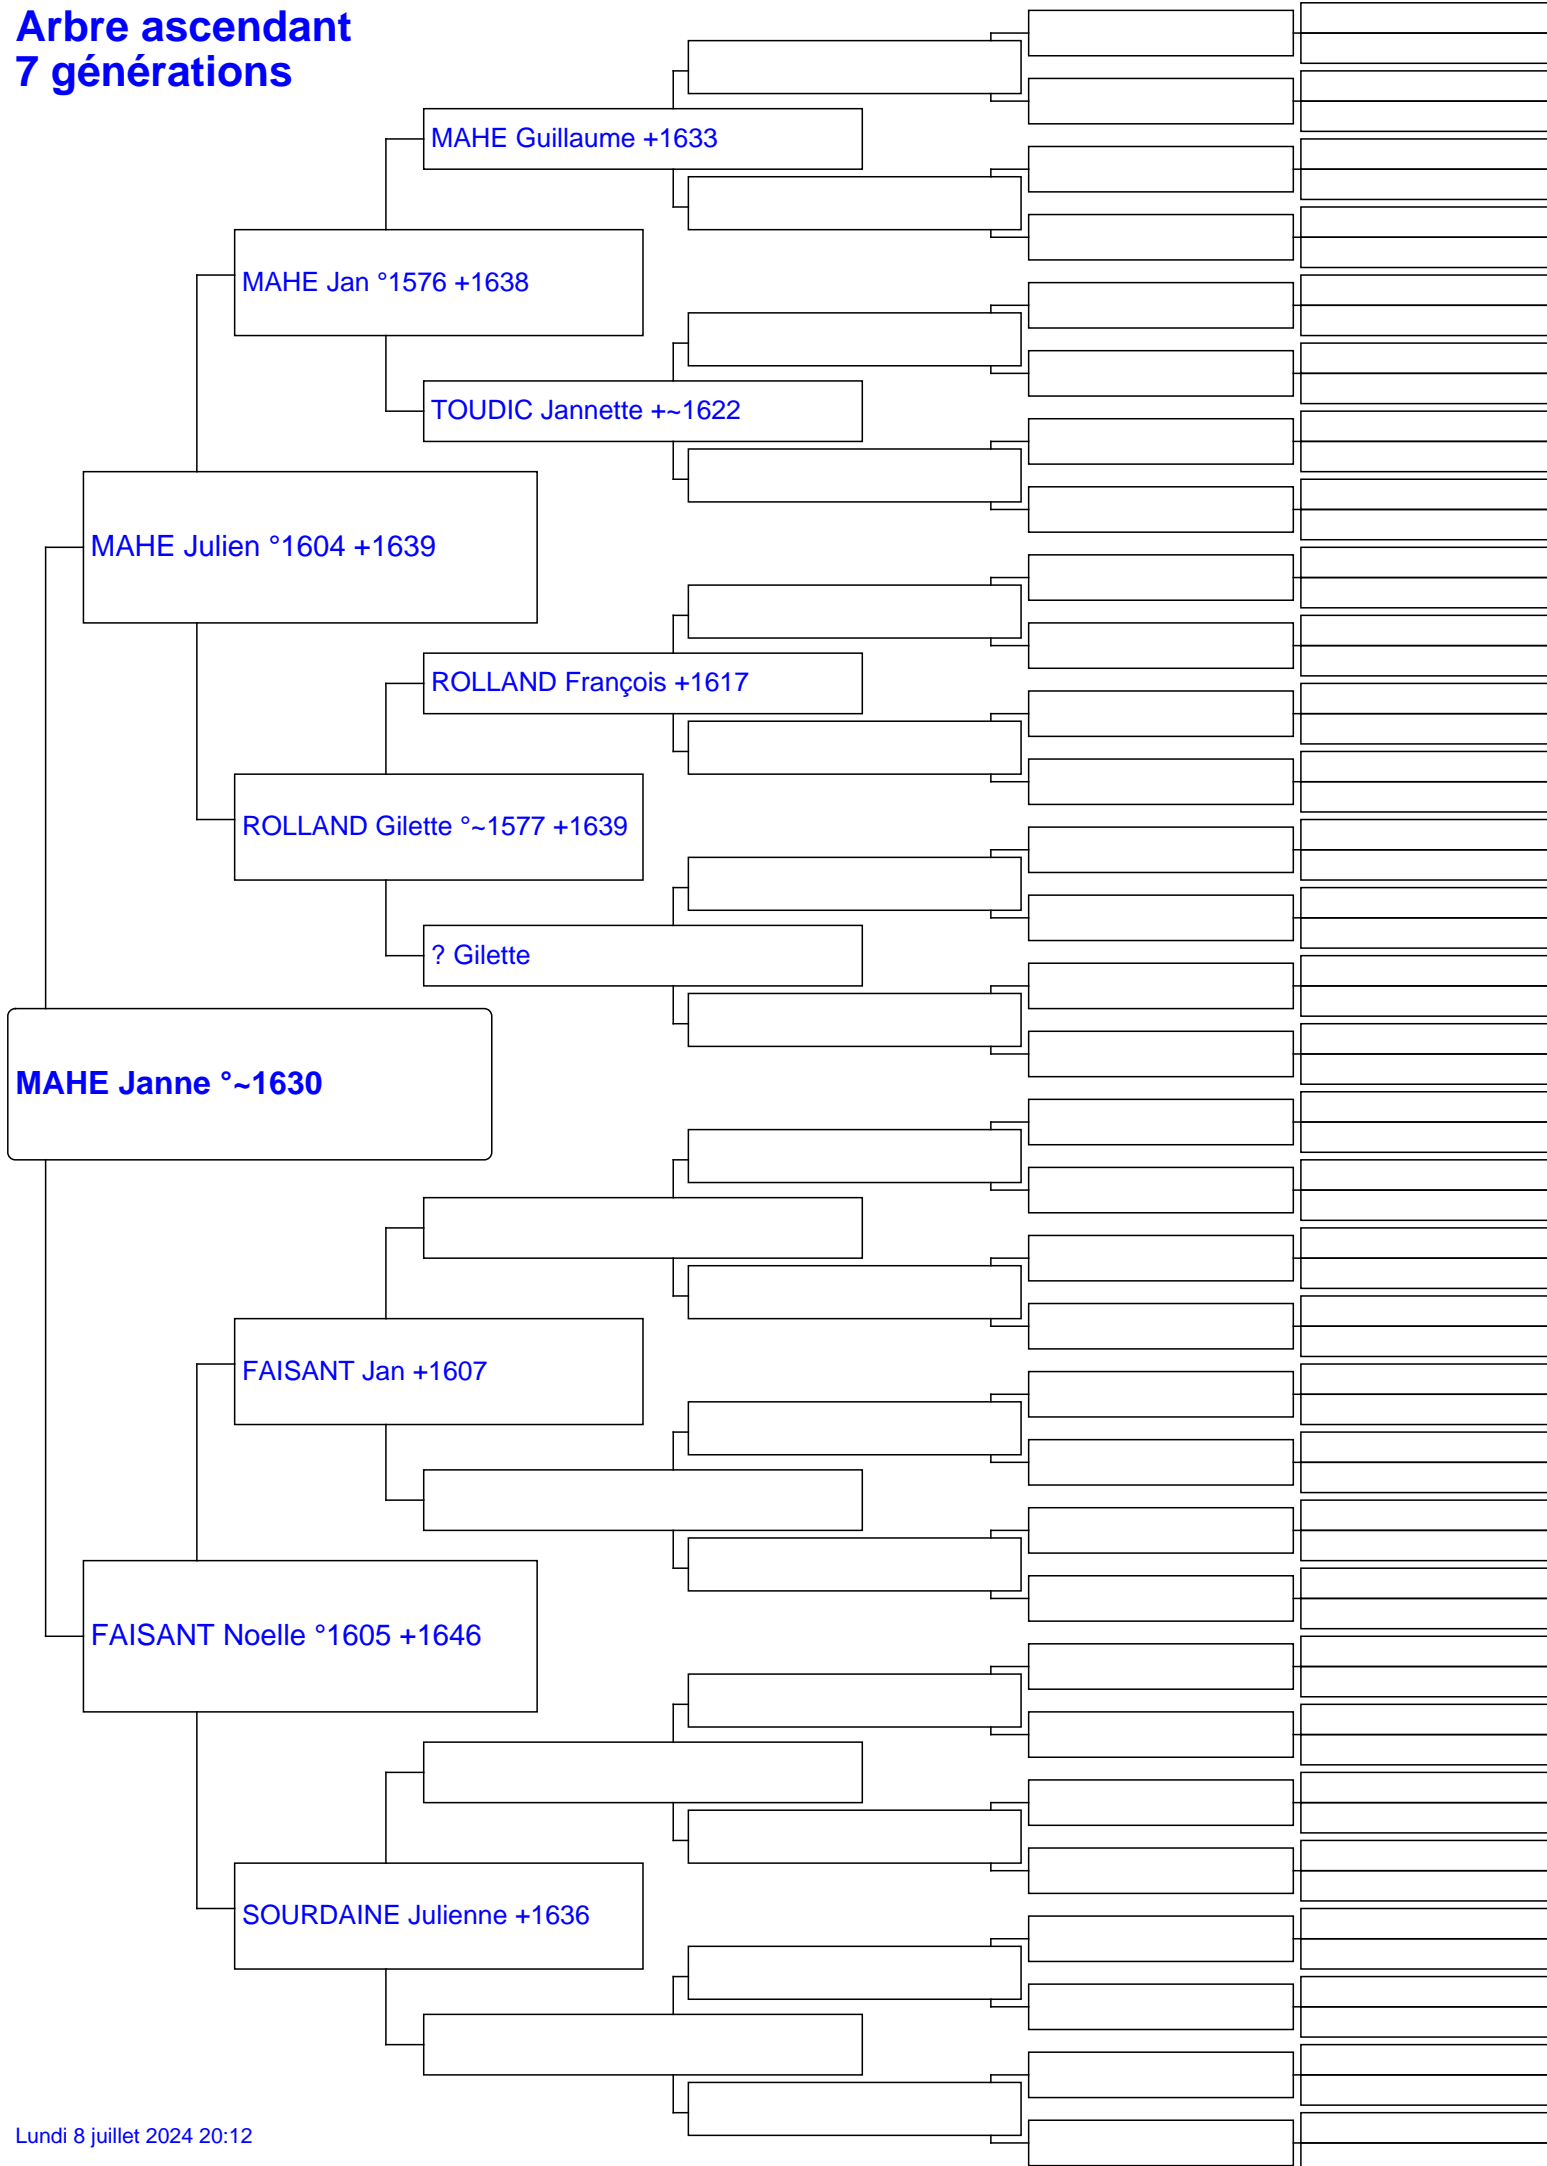 Arbre ascendant
7 générations
MAHE Guillaume +1633
MAHE Jan °1576 +1638
TOUDIC Jannette +~1622
MAHE Julien °1604 +1639
ROLLAND François +1617
ROLLAND Gilette °~1577 +1639
? Gilette
MAHE Janne °~1630
FAISANT Jan +1607
FAISANT Noelle °1605 +1646
SOURDAINE Julienne +1636
Lundi 8 juillet 2024 20:12